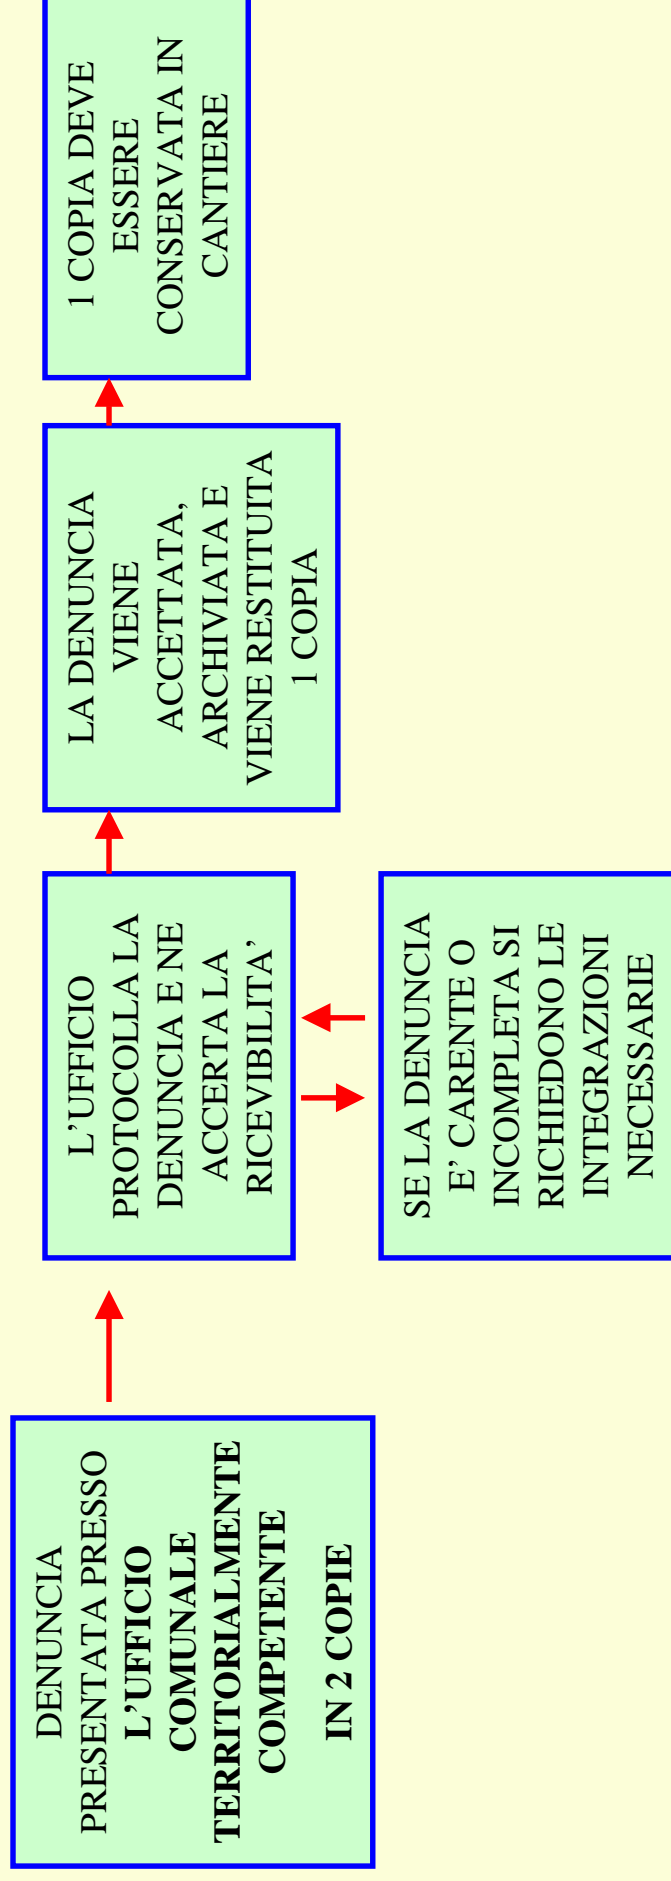 DENUNCIA
PRESENTATA PRESSO
L'UFFICIO
COMUNALE
TERRITORIALMENTE
COMPETENTE
IN 2 COPIE
L'UFFICIO
PROTOCOLLA LA
DENUNCIA E NE
ACCERTA LA
RICEVIBILITA'
SE LA DENUNCIA
E' CARENTE O
INCOMPLETA SI
RICHIEDONO LE
INTEGRAZIONI
NECESSARIE
LA DENUNCIA
VIENE
ACCETTATA,
ARCHIVIATA E
VIENE RESTITUITA
1 COPIA
1 COPIA DEVE
ESSERE
CONSERVATA IN
CANTIERE